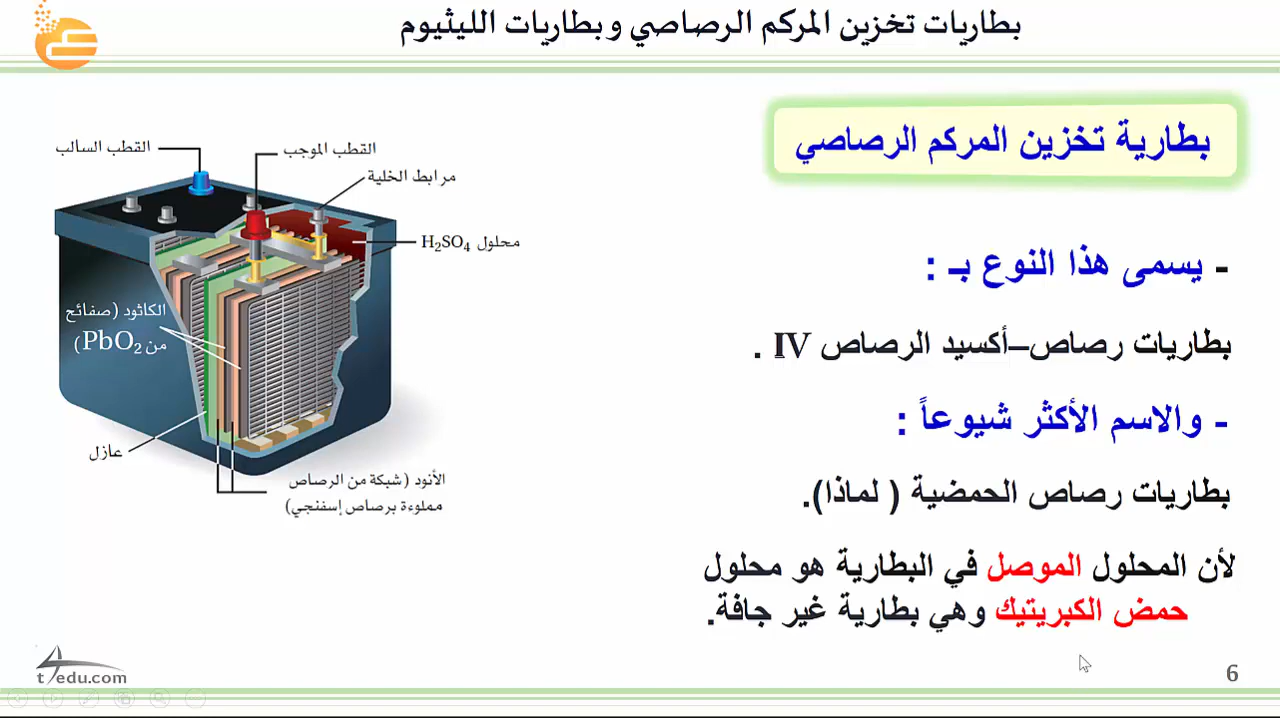 بطاريات تخزين المركم الرصاصي وبطاريات الليثيوم
بطارية تخزين المركم الرصاصي
- يسمى هذا النوع بـ :
بطاريات رصاص–أكسيد الرصاص IV .
- والاسم الأكثر شيوعاً :
بطاريات رصاص الحمضية ( لماذا).
لأن المحلول الموصل في البطارية هو محلول
حمض الكبريتيك وهي بطارية غير جافة.
القطب السالب
القطب الموجب
مرابط الخلية
محلول H₂SO₄
الكاثود (صفائح
من PbO₂)
عازل
الأنود (شبكة من الرصاص
مملوءة برصاص إسفنجي)
t4edu.com
6